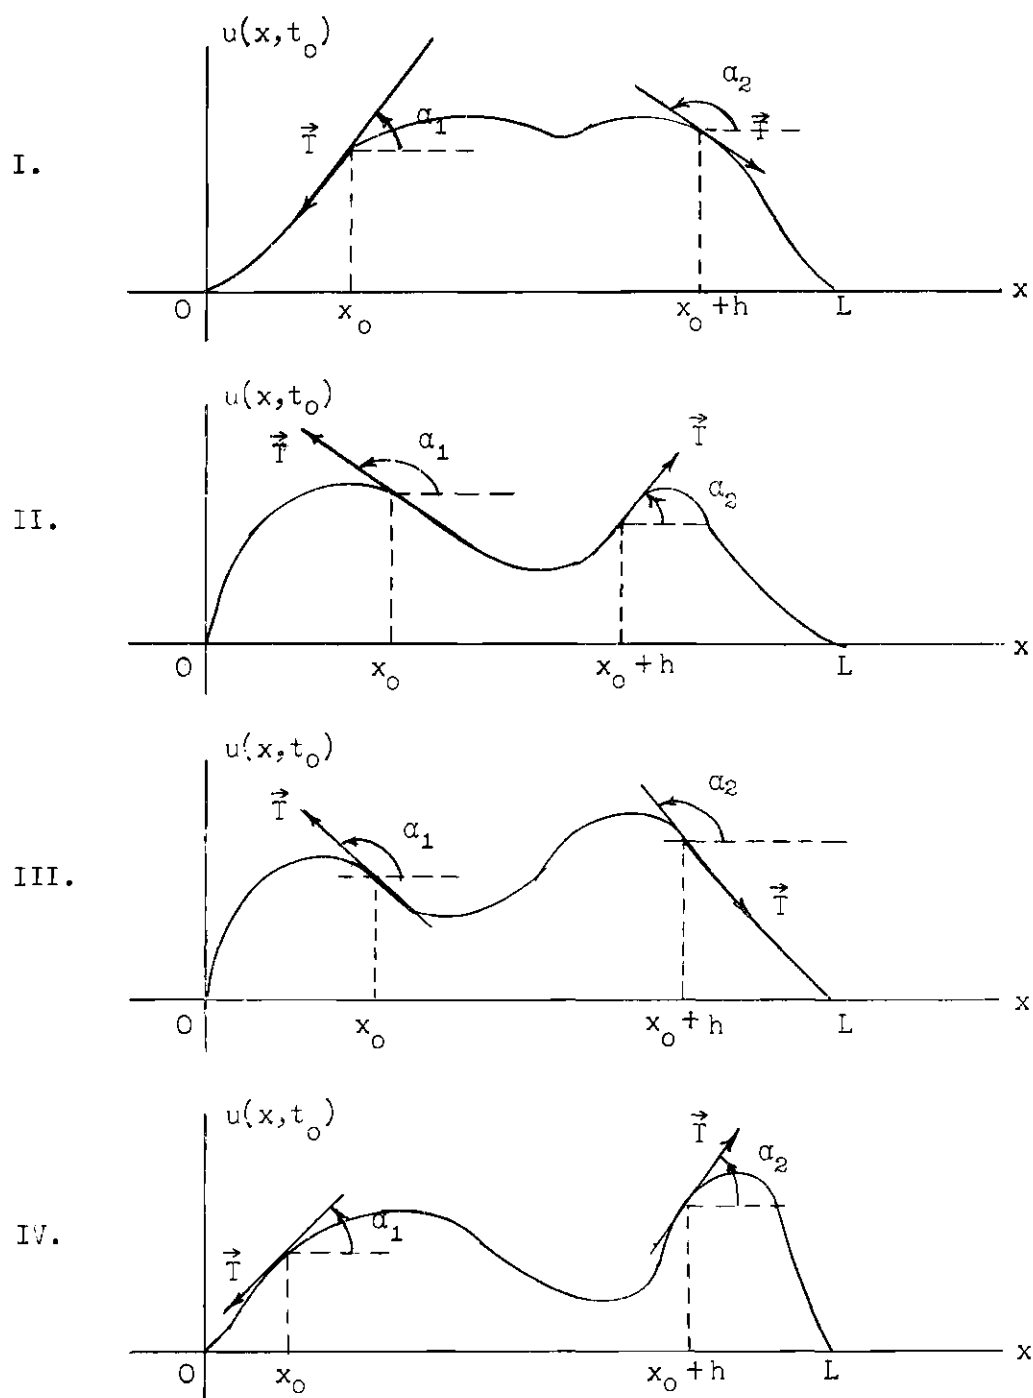 I.
u(x,t₀)
T⃗
α₁
α₂
T⃗
O
x₀
x₀+h
L
x
II.
u(x,t₀)
T⃗
α₁
T⃗
α₂
O
x₀
x₀+h
L
x
III.
u(x,t₀)
T⃗
α₁
α₂
T⃗
O
x₀
x₀+h
L
x
IV.
u(x,t₀)
T⃗
α₁
T⃗
α₂
O
x₀
x₀+h
L
x